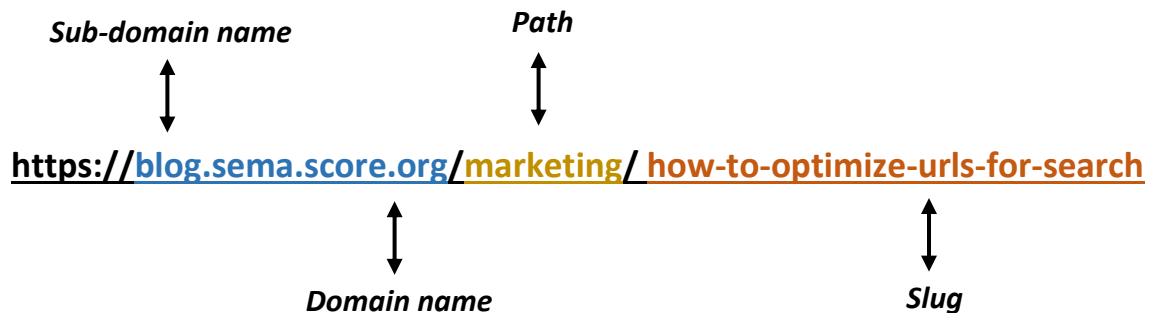 Sub-domain name
Path
https://blog.sema.score.org/marketing/ how-to-optimize-urls-for-search
Domain name
Slug